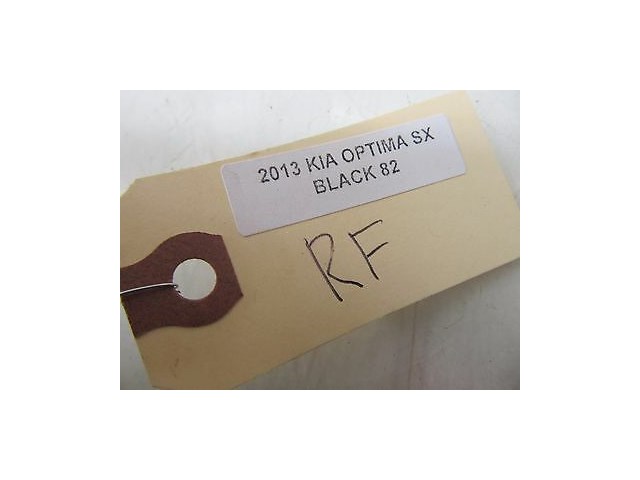 2013 KIA OPTIMA SX
BLACK 82
RF